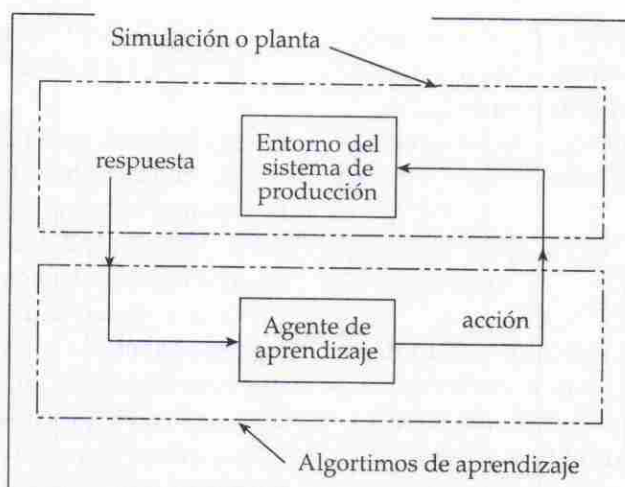 Simulación o planta
respuesta
Entorno del
sistema de
producción
Agente de
aprendizaje
acción
Algortimos de aprendizaje